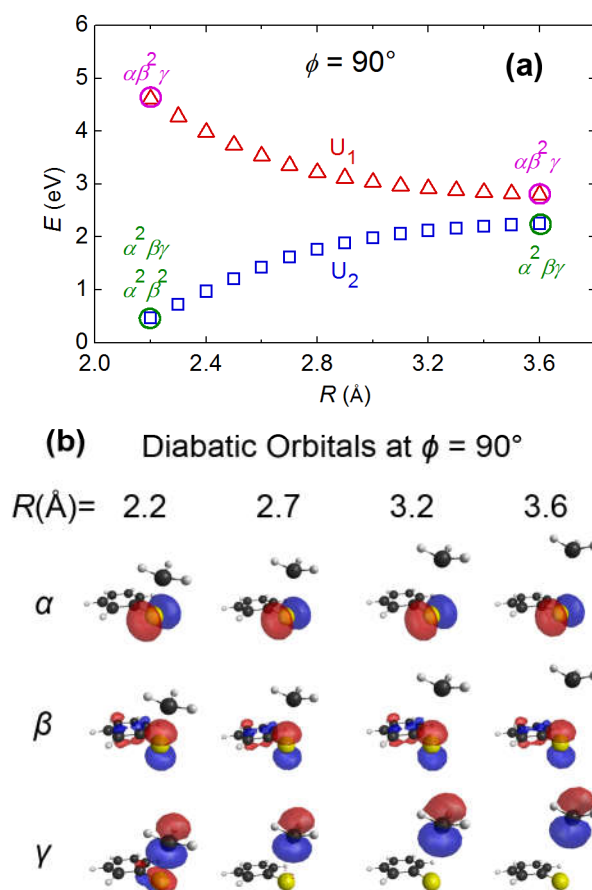 6
ϕ = 90°
(a)
5
αβ²γ
4
U₁
αβ²γ
3
E (eV)
2
α²βγ
α²β²
U₂
α²βγ
1
0
2.0 2.4 2.8 3.2 3.6
R (Å)
(b) Diabatic Orbitals at ϕ = 90°
R(Å)= 2.2 2.7 3.2 3.6
α
β
γ